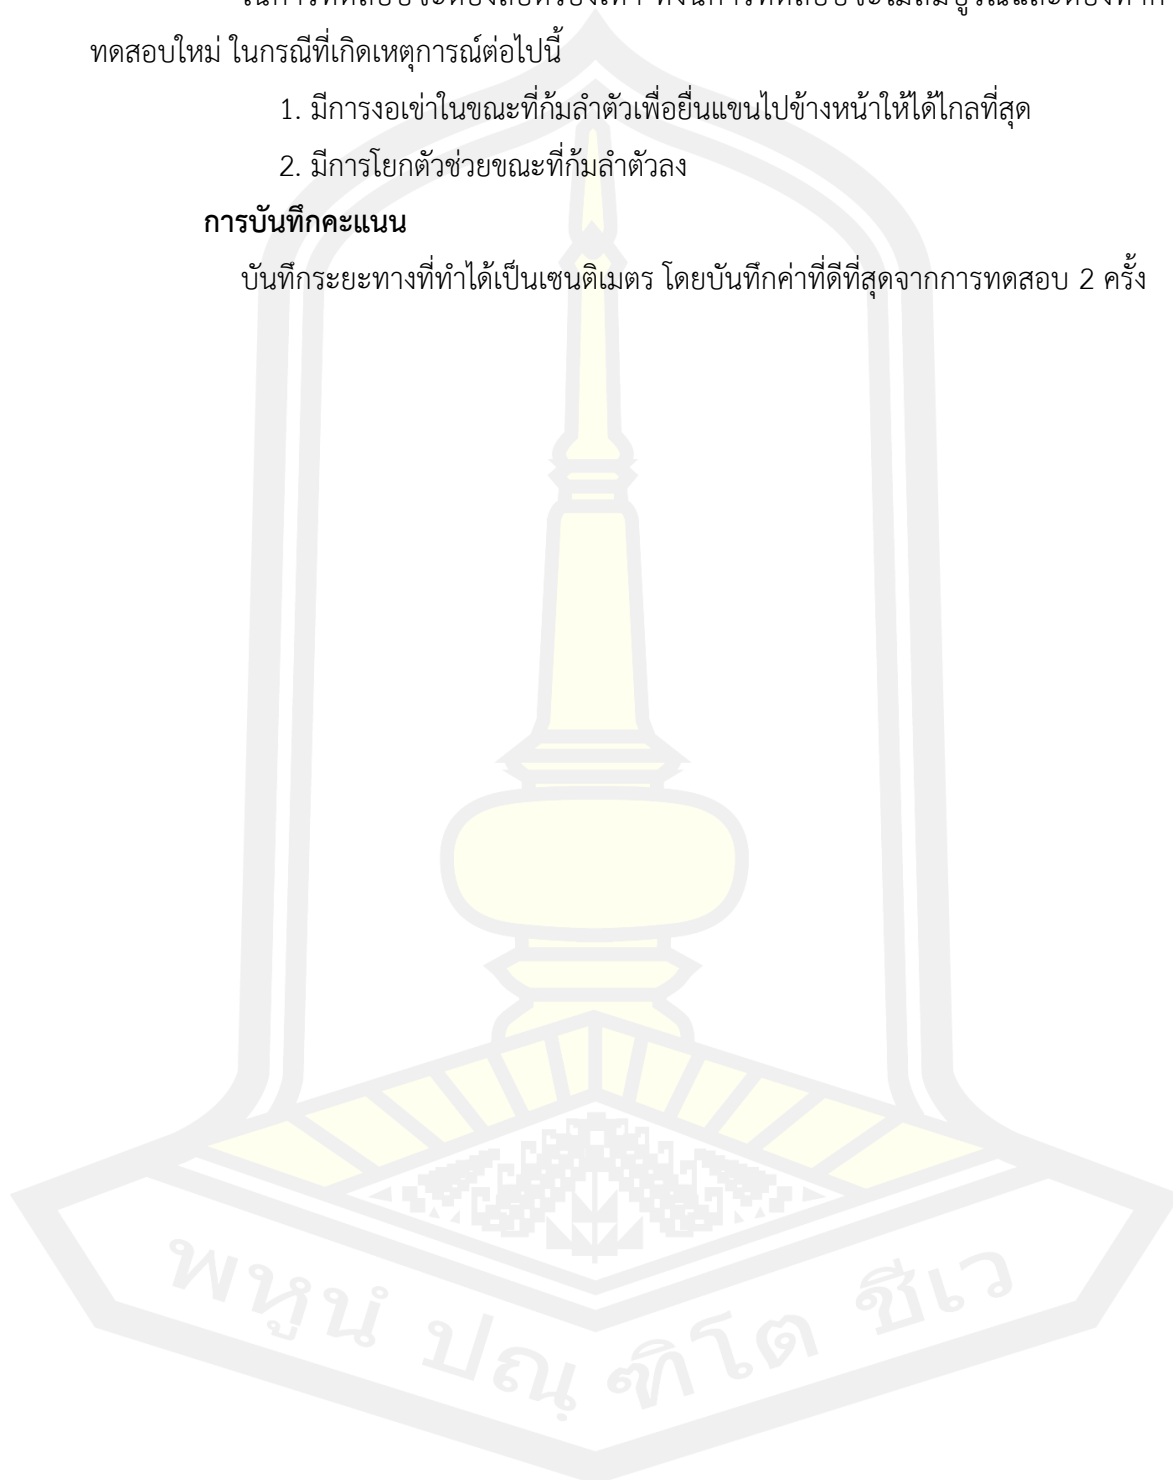 ทดสอบใหม่ ในกรณีที่เกิดเหตุการณ์ต่อไปนี้
1. มีการงอเข่าในขณะที่ก้มลำตัวเพื่อยื่นแขนไปข้างหน้าให้ได้ไกลที่สุด
2. มีการโยกตัวช่วยขณะที่ก้มลำตัวลง
การบันทึกคะแนน
บันทึกระยะทางที่ทำได้เป็นเซนติเมตร โดยบันทึกค่าที่ดีที่สุดจากการทดสอบ 2 ครั้ง
พหูนํ ปณฺฑิโต ชีเว